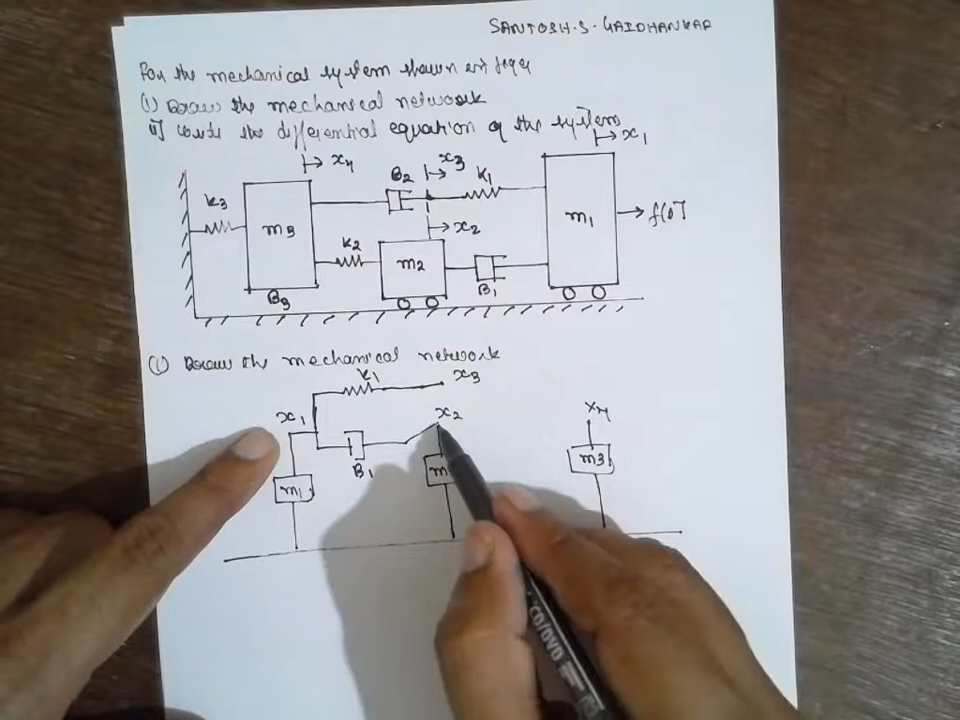 SANTOSH.S. GAIDHANKAR
For the mechanical system shown in fig
(i) Draw the mechanical network
ii) write the differential equation of the system
x4
x3
x1
B2
K1
K3
x2
m3
m1
f(t)
K2
m2
B3
B1
(i) Draw the mechanical network
K1
x3
x1
x2
x4
B1
m3
m1
m